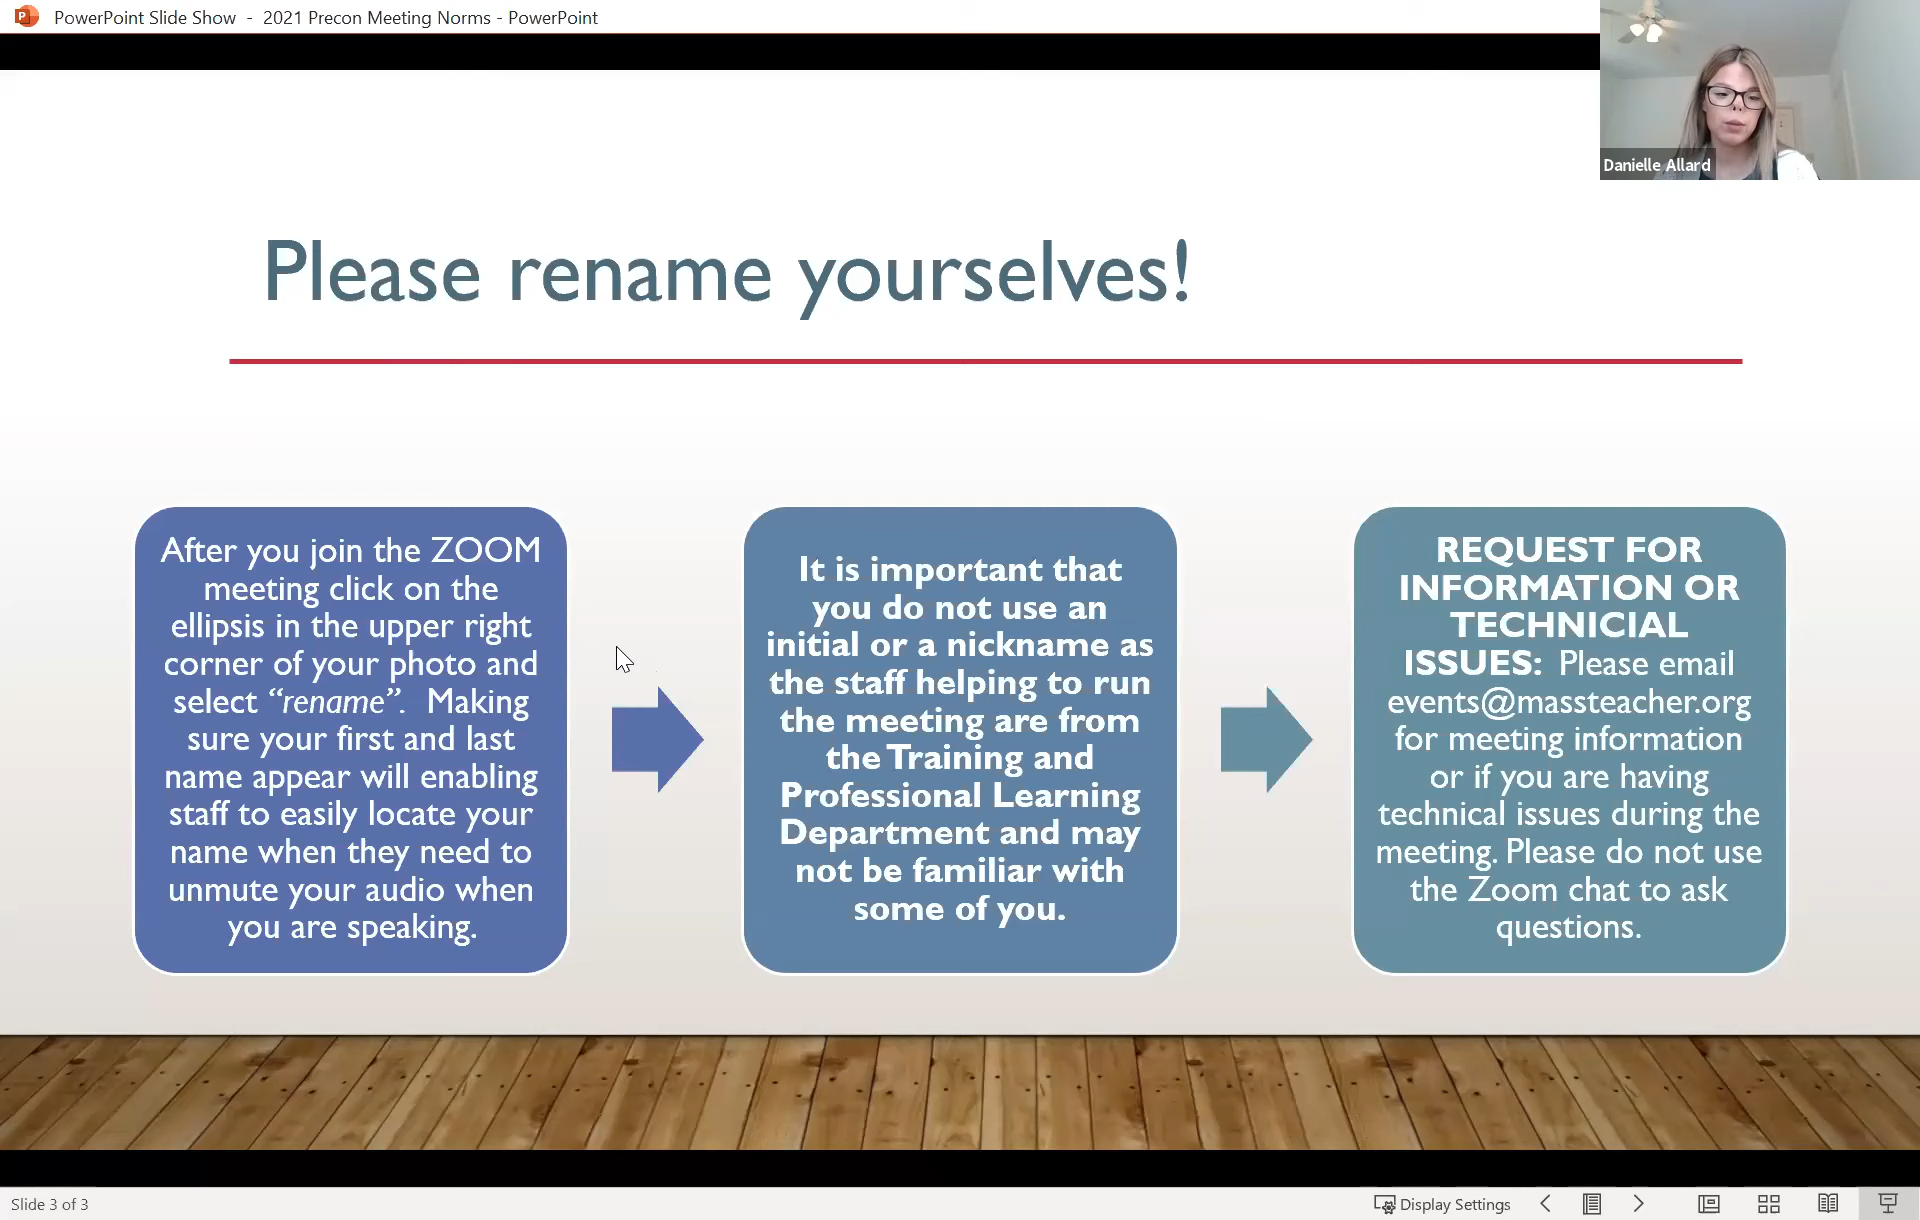 PowerPoint Slide Show - 2021 Precon Meeting Norms - PowerPoint
Danielle Allard
Please rename yourselves!
After you join the ZOOM
meeting click on the
ellipsis in the upper right
corner of your photo and
select “rename”. Making
sure your first and last
name appear will enabling
staff to easily locate your
name when they need to
unmute your audio when
you are speaking.
It is important that
you do not use an
initial or a nickname as
the staff helping to run
the meeting are from
the Training and
Professional Learning
Department and may
not be familiar with
some of you.
REQUEST FOR
INFORMATION OR
TECHNICIAL
ISSUES: Please email
events@massteacher.org
for meeting information
or if you are having
technical issues during the
meeting. Please do not use
the Zoom chat to ask
questions.
Slide 3 of 3
Display Settings